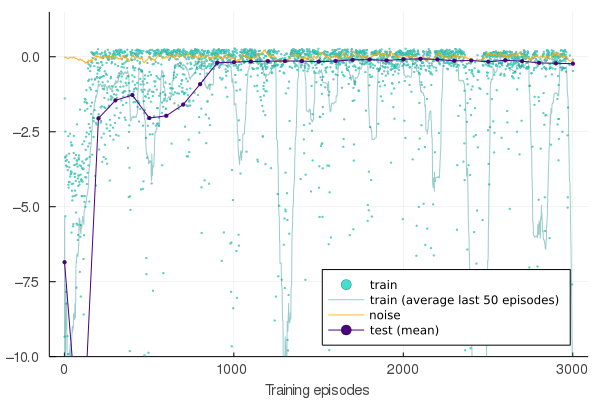 0.0
−2.5
−5.0
−7.5
−10.0
0
1000
2000
3000
Training episodes
train
train (average last 50 episodes)
noise
test (mean)